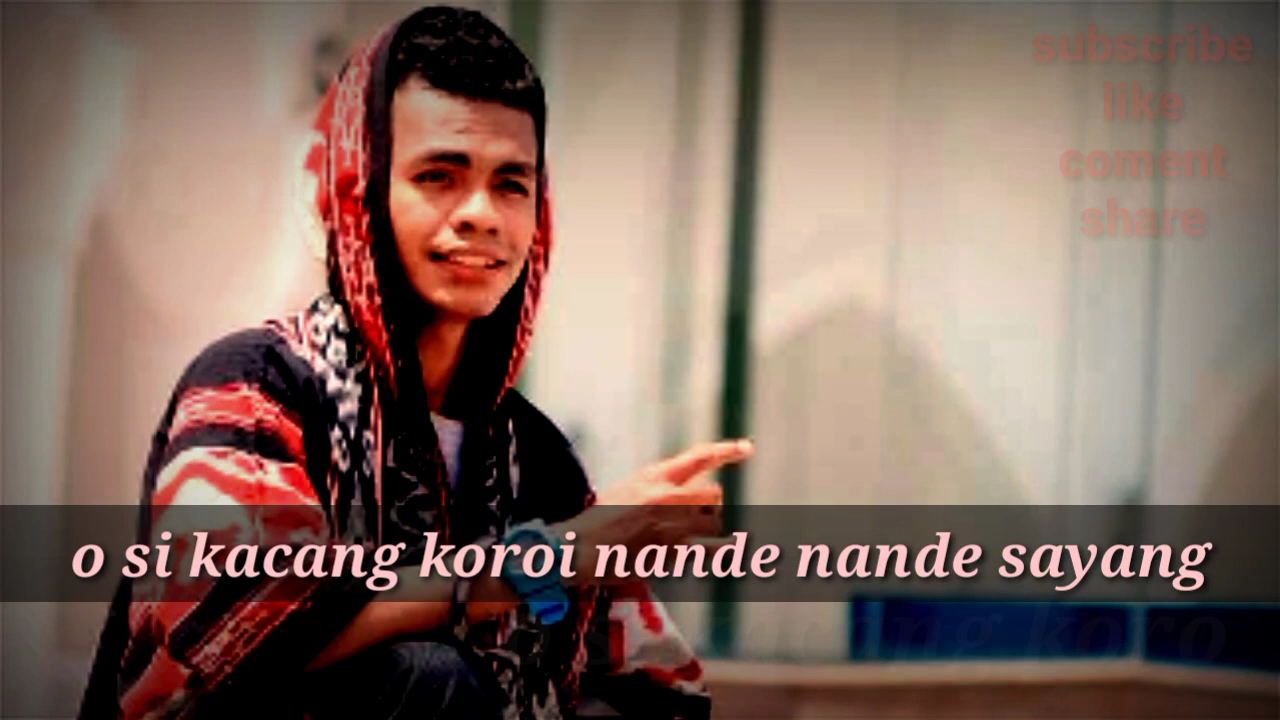 subscribe
like
coment
share
o si kacang koroi nande nande sayang